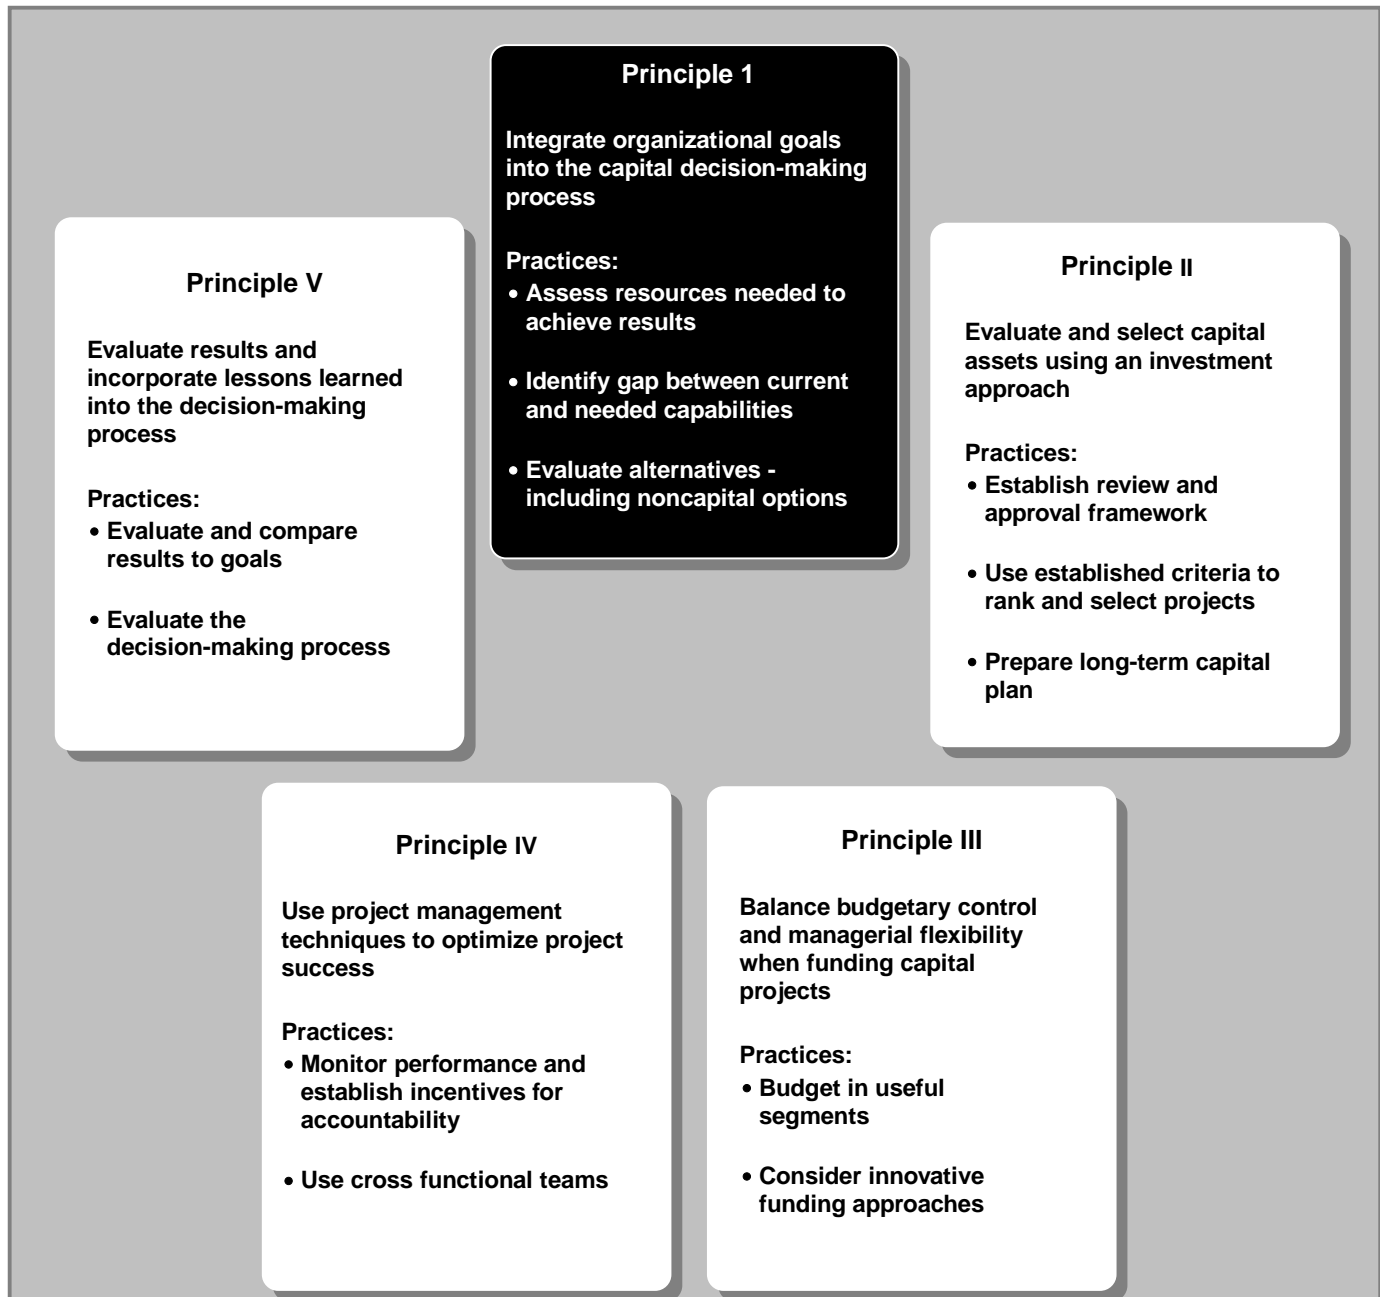 Principle 1
Integrate organizational goals
into the capital decision-making
process
Practices:
• Assess resources needed to
achieve results
• Identify gap between current
and needed capabilities
• Evaluate alternatives -
including noncapital options
Principle II
Evaluate and select capital
assets using an investment
approach
Practices:
• Establish review and
approval framework
• Use established criteria to
rank and select projects
• Prepare long-term capital
plan
Principle III
Balance budgetary control
and managerial flexibility
when funding capital
projects
Practices:
• Budget in useful
segments
• Consider innovative
funding approaches
Principle IV
Use project management
techniques to optimize project
success
Practices:
• Monitor performance and
establish incentives for
accountability
• Use cross functional teams
Principle V
Evaluate results and
incorporate lessons learned
into the decision-making
process
Practices:
• Evaluate and compare
results to goals
• Evaluate the
decision-making process